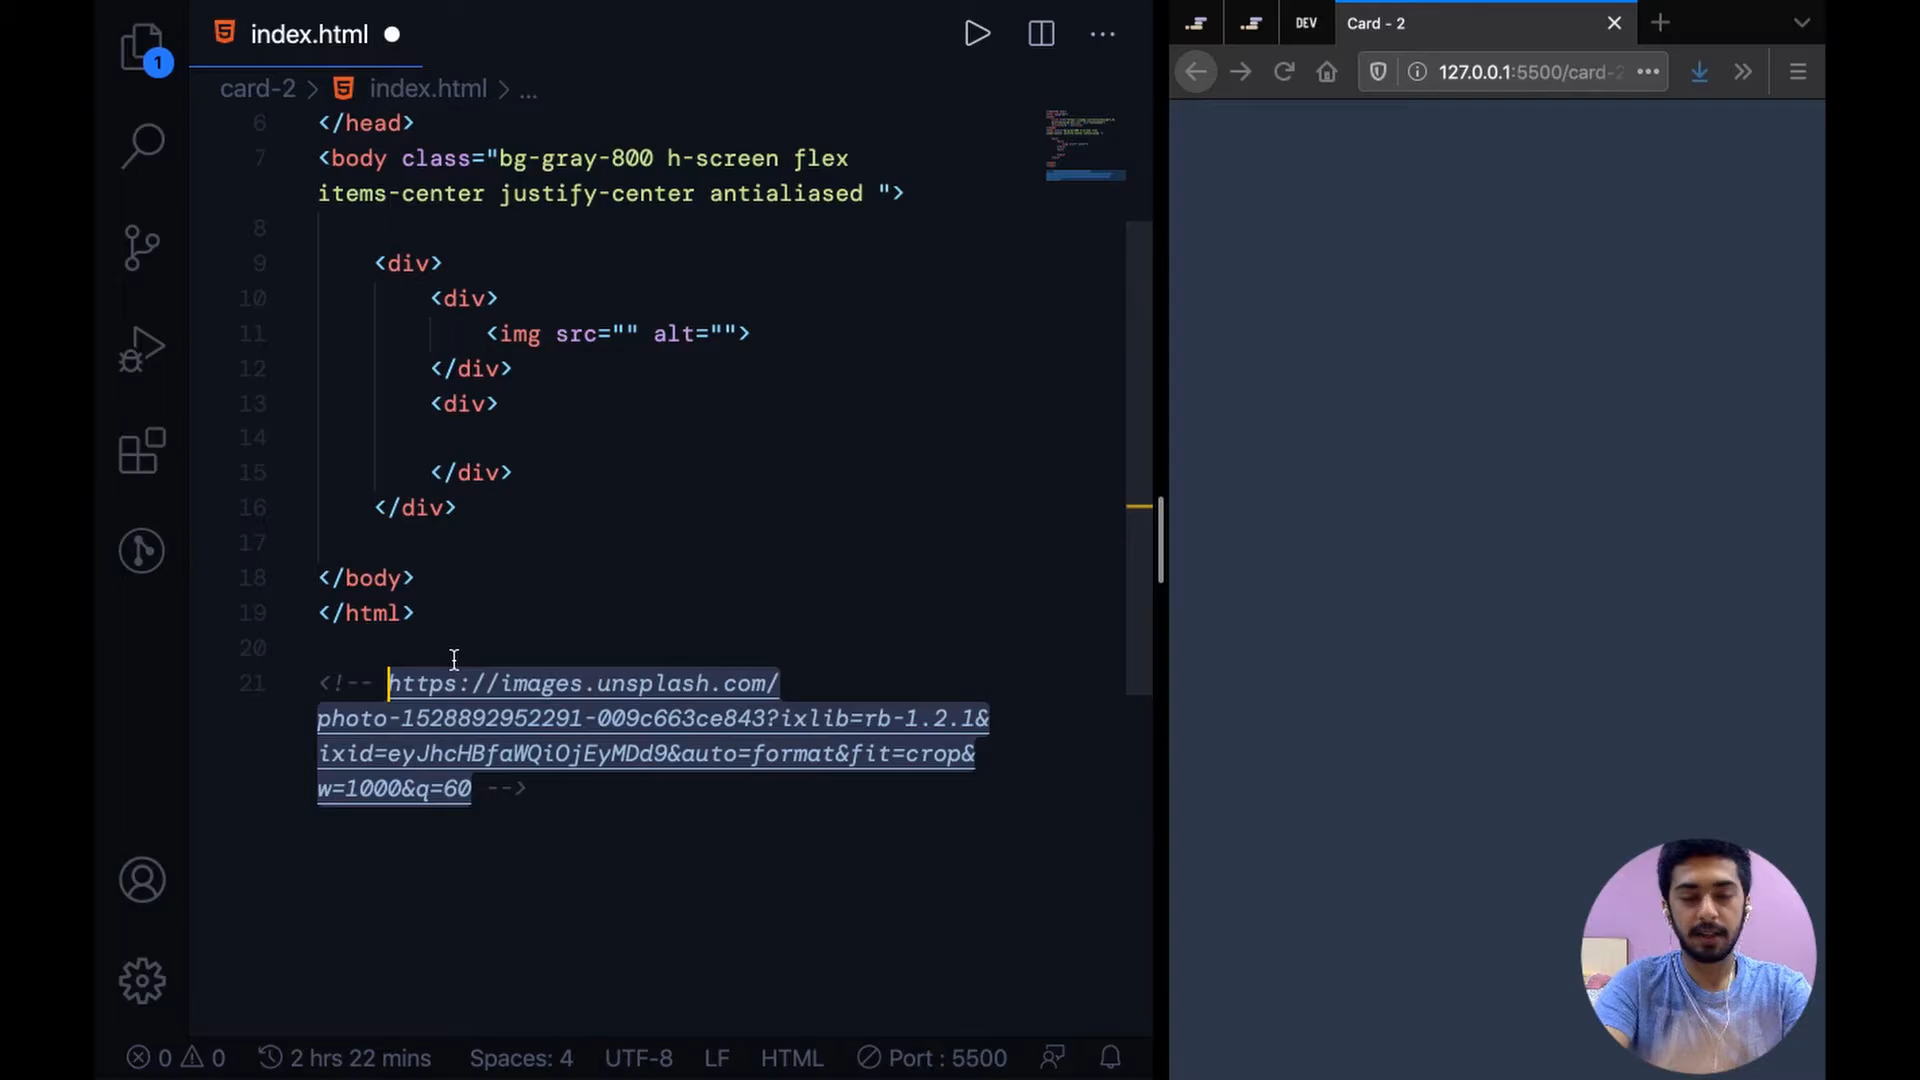 index.html
1
card-2 > index.html > ...
6 </head>
7 <body class="bg-gray-800 h-screen flex
items-center justify-center antialiased ">
8
9 <div>
10 <div>
11 <img src="" alt="">
12 </div>
13 <div>
14
15 </div>
16 </div>
17
18 </body>
19 </html>
20
21 <!-- https://images.unsplash.com/
photo-1528892952291-009c663ce843?ixlib=rb-1.2.1&
ixid=eyJhcHBfaWQiOjEyMDd9&auto=format&fit=crop&
w=1000&q=60 -->
0 0 2 hrs 22 mins Spaces: 4 UTF-8 LF HTML Port : 5500
DEV Card - 2
127.0.0.1:5500/card-2